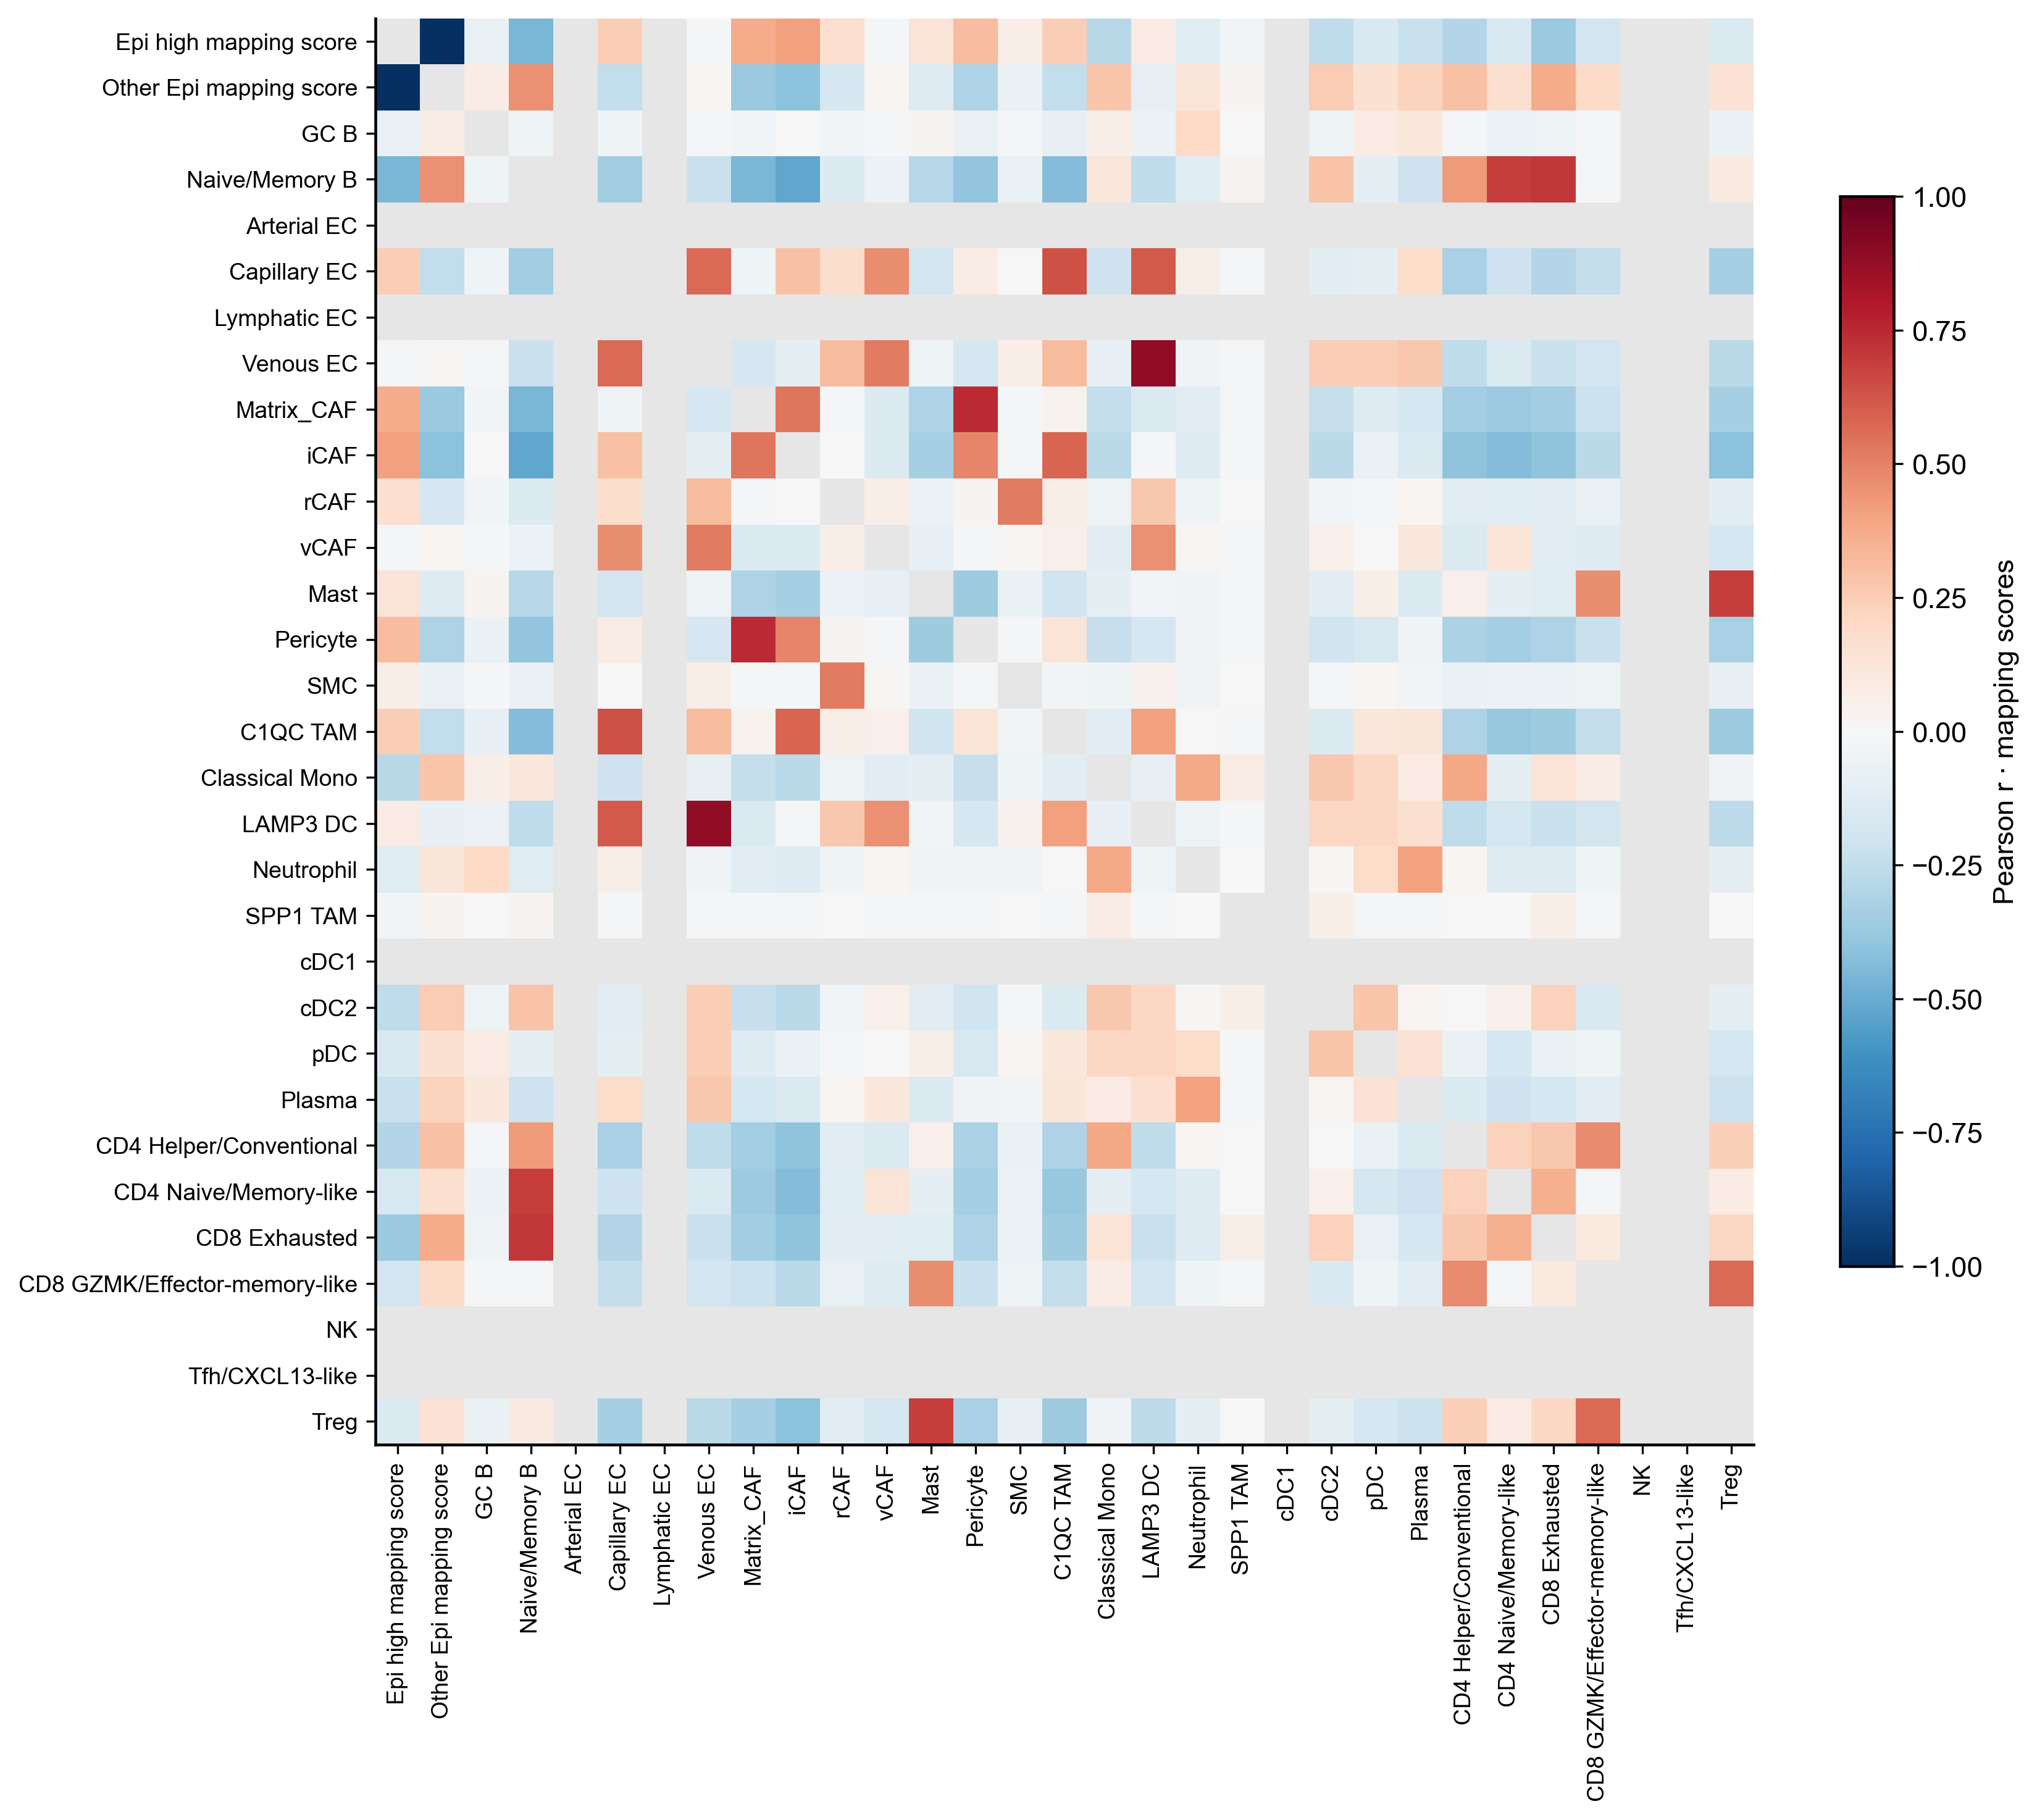 Epi high mapping score
Other Epi mapping score
GC B
Naive/Memory B
Arterial EC
Capillary EC
Lymphatic EC
Venous EC
Matrix_CAF
iCAF
rCAF
vCAF
Mast
Pericyte
SMC
C1QC TAM
Classical Mono
LAMP3 DC
Neutrophil
SPP1 TAM
cDC1
cDC2
pDC
Plasma
CD4 Helper/Conventional
CD4 Naive/Memory-like
CD8 Exhausted
CD8 GZMK/Effector-memory-like
NK
Tfh/CXCL13-like
Treg
Epi high mapping score
Other Epi mapping score
GC B
Naive/Memory B
Arterial EC
Capillary EC
Lymphatic EC
Venous EC
Matrix_CAF
iCAF
rCAF
vCAF
Mast
Pericyte
SMC
C1QC TAM
Classical Mono
LAMP3 DC
Neutrophil
SPP1 TAM
cDC1
cDC2
pDC
Plasma
CD4 Helper/Conventional
CD4 Naive/Memory-like
CD8 Exhausted
CD8 GZMK/Effector-memory-like
NK
Tfh/CXCL13-like
Treg
1.00
0.75
0.50
0.25
0.00
−0.25
−0.50
−0.75
−1.00
Pearson r · mapping scores